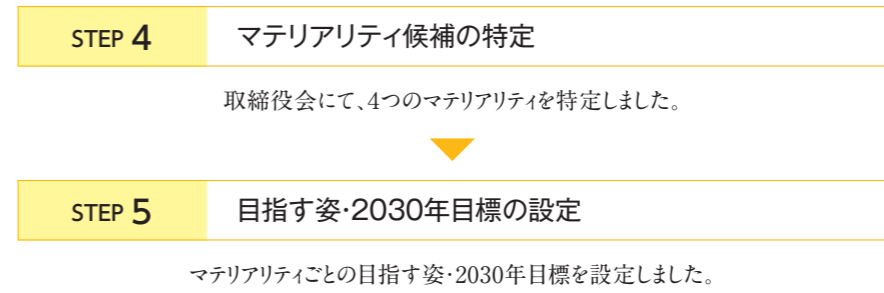 STEP 4 マテリアリティ候補の特定
取締役会にて、4つのマテリアリティを特定しました。
STEP 5 目指す姿・2030年目標の設定
マテリアリティごとの目指す姿・2030年目標を設定しました。